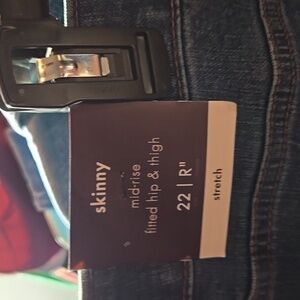 skinny
mid-rise
fitted hip & thigh
22 | R"
stretch